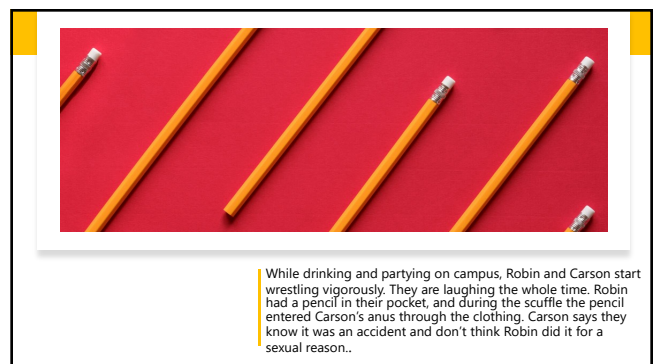 While drinking and partying on campus, Robin and Carson start
wrestling vigorously. They are laughing the whole time. Robin
had a pencil in their pocket, and during the scuffle the pencil
entered Carson’s anus through the clothing. Carson says they
know it was an accident and don’t think Robin did it for a
sexual reason..